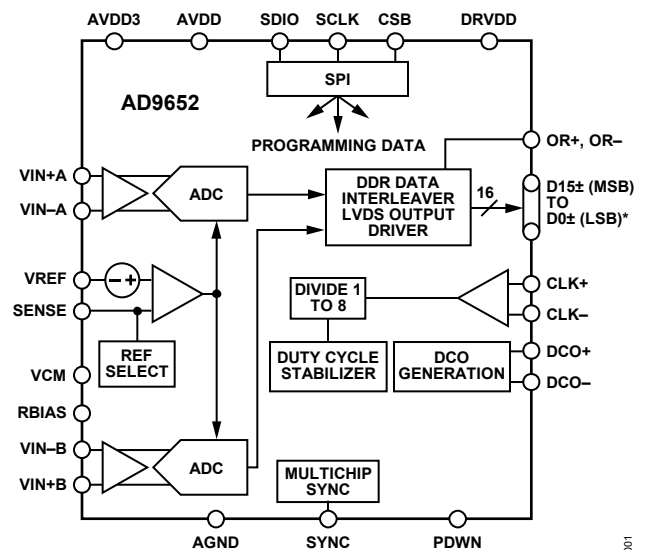 AVDD3 AVDD SDIO SCLK CSB DRVDD
SPI
AD9652
PROGRAMMING DATA
OR+, OR–
VIN+A
VIN–A
ADC
DDR DATA
INTERLEAVER
LVDS OUTPUT
DRIVER
16
D15± (MSB)
TO
D0± (LSB)*
VREF
– +
SENSE
REF
SELECT
DIVIDE 1
TO 8
CLK+
CLK–
DUTY CYCLE
STABILIZER
DCO
GENERATION
DCO+
DCO–
VCM
RBIAS
VIN–B
VIN+B
ADC
MULTICHIP
SYNC
AGND SYNC PDWN
001